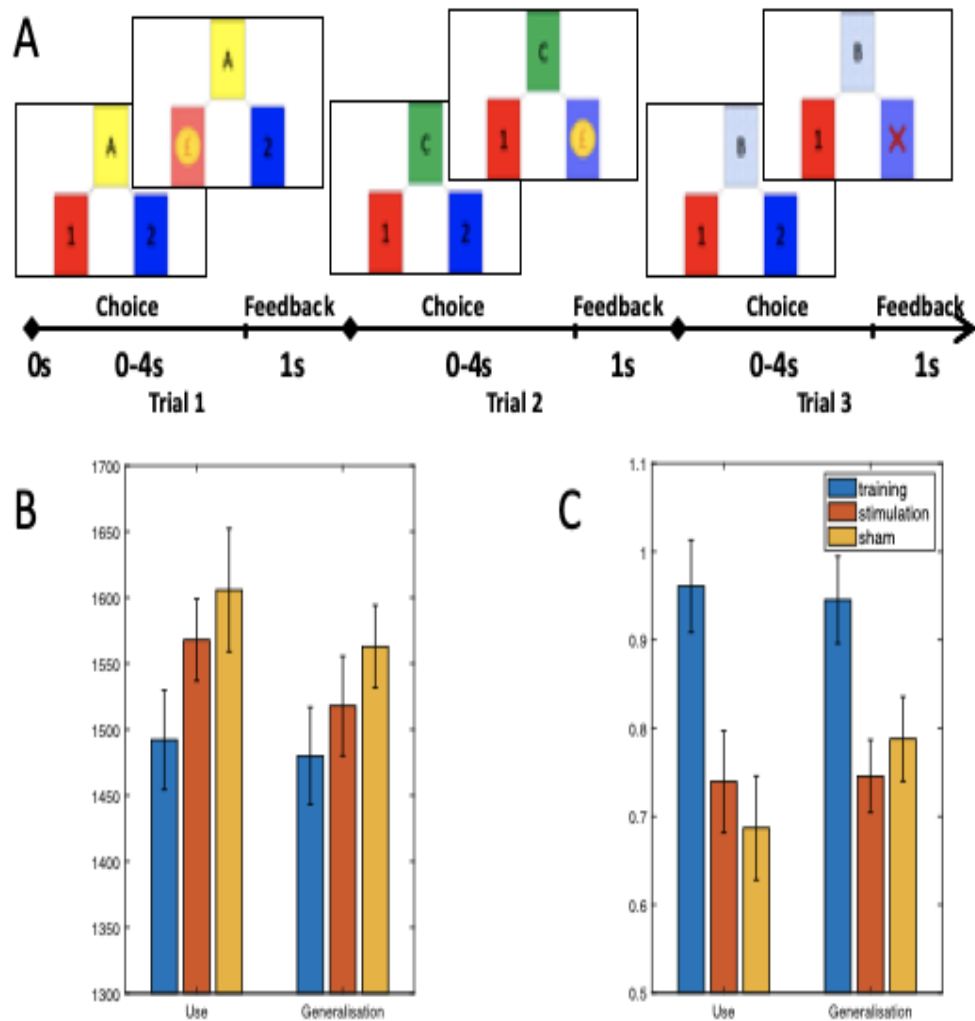 A
A
E 2
A
1 2
C
1 E
C
1 2
B
1 X
B
1 2
Choice Feedback Choice Feedback Choice Feedback
0s 0-4s 1s 0-4s 1s 0-4s 1s
Trial 1 Trial 2 Trial 3
B
1700
1650
1600
1550
1500
1450
1400
1350
1300
Use Generalisation
C
1.1
1
0.9
0.8
0.7
0.6
0.5
training
stimulation
sham
Use Generalisation